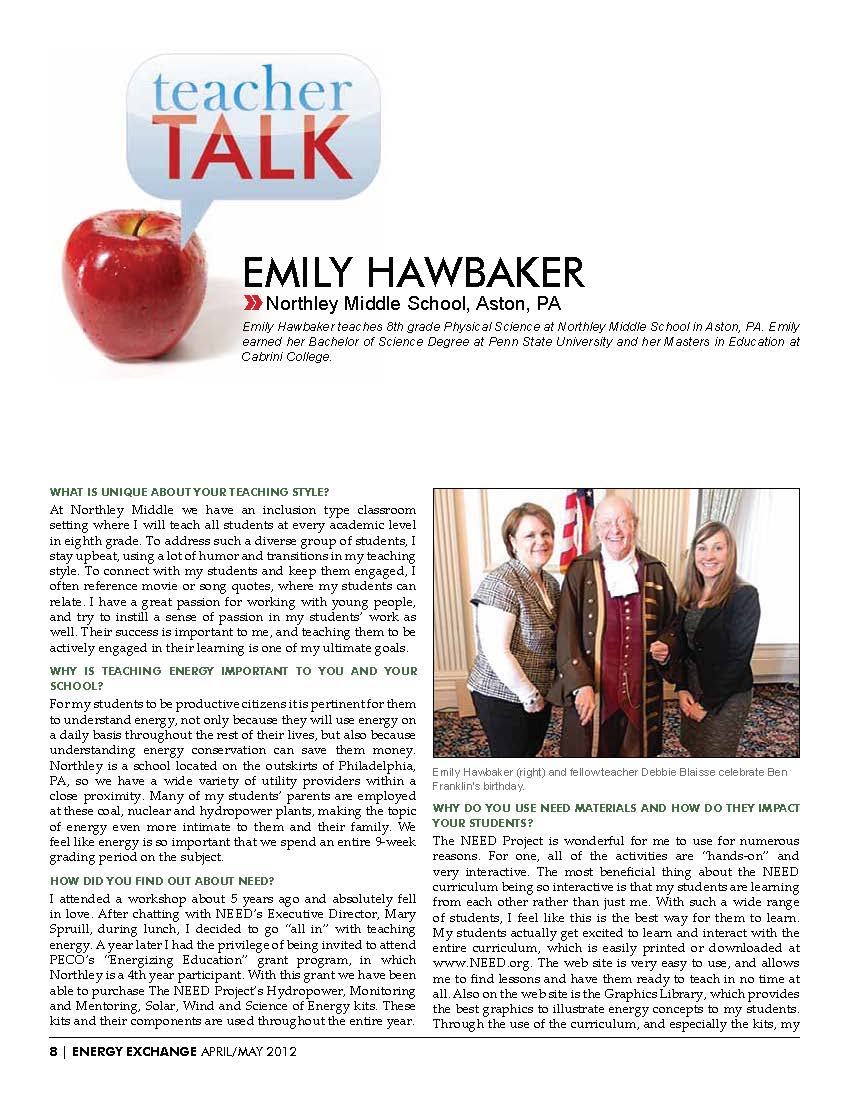 teacher
TALK
EMILY HAWBAKER
Northley Middle School, Aston, PA
Emily Hawbaker teaches 8th grade Physical Science at Northley Middle School in Aston, PA. Emily
earned her Bachelor of Science Degree at Penn State University and her Masters in Education at
Cabrini College.
WHAT IS UNIQUE ABOUT YOUR TEACHING STYLE?
At Northley Middle we have an inclusion type classroom
setting where I will teach all students at every academic level
in eighth grade. To address such a diverse group of students, I
stay upbeat, using a lot of humor and transitions in my teaching
style. To connect with my students and keep them engaged, I
often reference movie or song quotes, where my students can
relate. I have a great passion for working with young people,
and try to instill a sense of passion in my students' work as
well. Their success is important to me, and teaching them to be
actively engaged in their learning is one of my ultimate goals.
WHY IS TEACHING ENERGY IMPORTANT TO YOU AND YOUR
SCHOOL?
For my students to be productive citizens it is pertinent for them
to understand energy, not only because they will use energy on
a daily basis throughout the rest of their lives, but also because
understanding energy conservation can save them money.
Northley is a school located on the outskirts of Philadelphia,
PA, so we have a wide variety of utility providers within a
close proximity. Many of my students' parents are employed
at these coal, nuclear and hydropower plants, making the topic
of energy even more intimate to them and their family. We
feel like energy is so important that we spend an entire 9-week
grading period on the subject.
HOW DID YOU FIND OUT ABOUT NEED?
I attended a workshop about 5 years ago and absolutely fell
in love. After chatting with NEED's Executive Director, Mary
Spruill, during lunch, I decided to go "all in" with teaching
energy. A year later I had the privilege of being invited to attend
PECO's "Energizing Education" grant program, in which
Northley is a 4th year participant. With this grant we have been
able to purchase The NEED Project's Hydropower, Monitoring
and Mentoring, Solar, Wind and Science of Energy kits. These
kits and their components are used throughout the entire year.
Emily Hawbaker (right) and fellow teacher Debbie Blaisse celebrate Ben
Franklin's birthday.
WHY DO YOU USE NEED MATERIALS AND HOW DO THEY IMPACT
YOUR STUDENTS?
The NEED Project is wonderful for me to use for numerous
reasons. For one, all of the activities are "hands-on" and
very interactive. The most beneficial thing about the NEED
curriculum being so interactive is that my students are learning
from each other rather than just me. With such a wide range
of students, I feel like this is the best way for them to learn.
My students actually get excited to learn and interact with the
entire curriculum, which is easily printed or downloaded at
www.NEED.org. The web site is very easy to use, and allows
me to find lessons and have them ready to teach in no time at
all. Also on the web site is the Graphics Library, which provides
the best graphics to illustrate energy concepts to my students.
Through the use of the curriculum, and especially the kits, my
8 | ENERGY EXCHANGE APRIL/MAY 2012